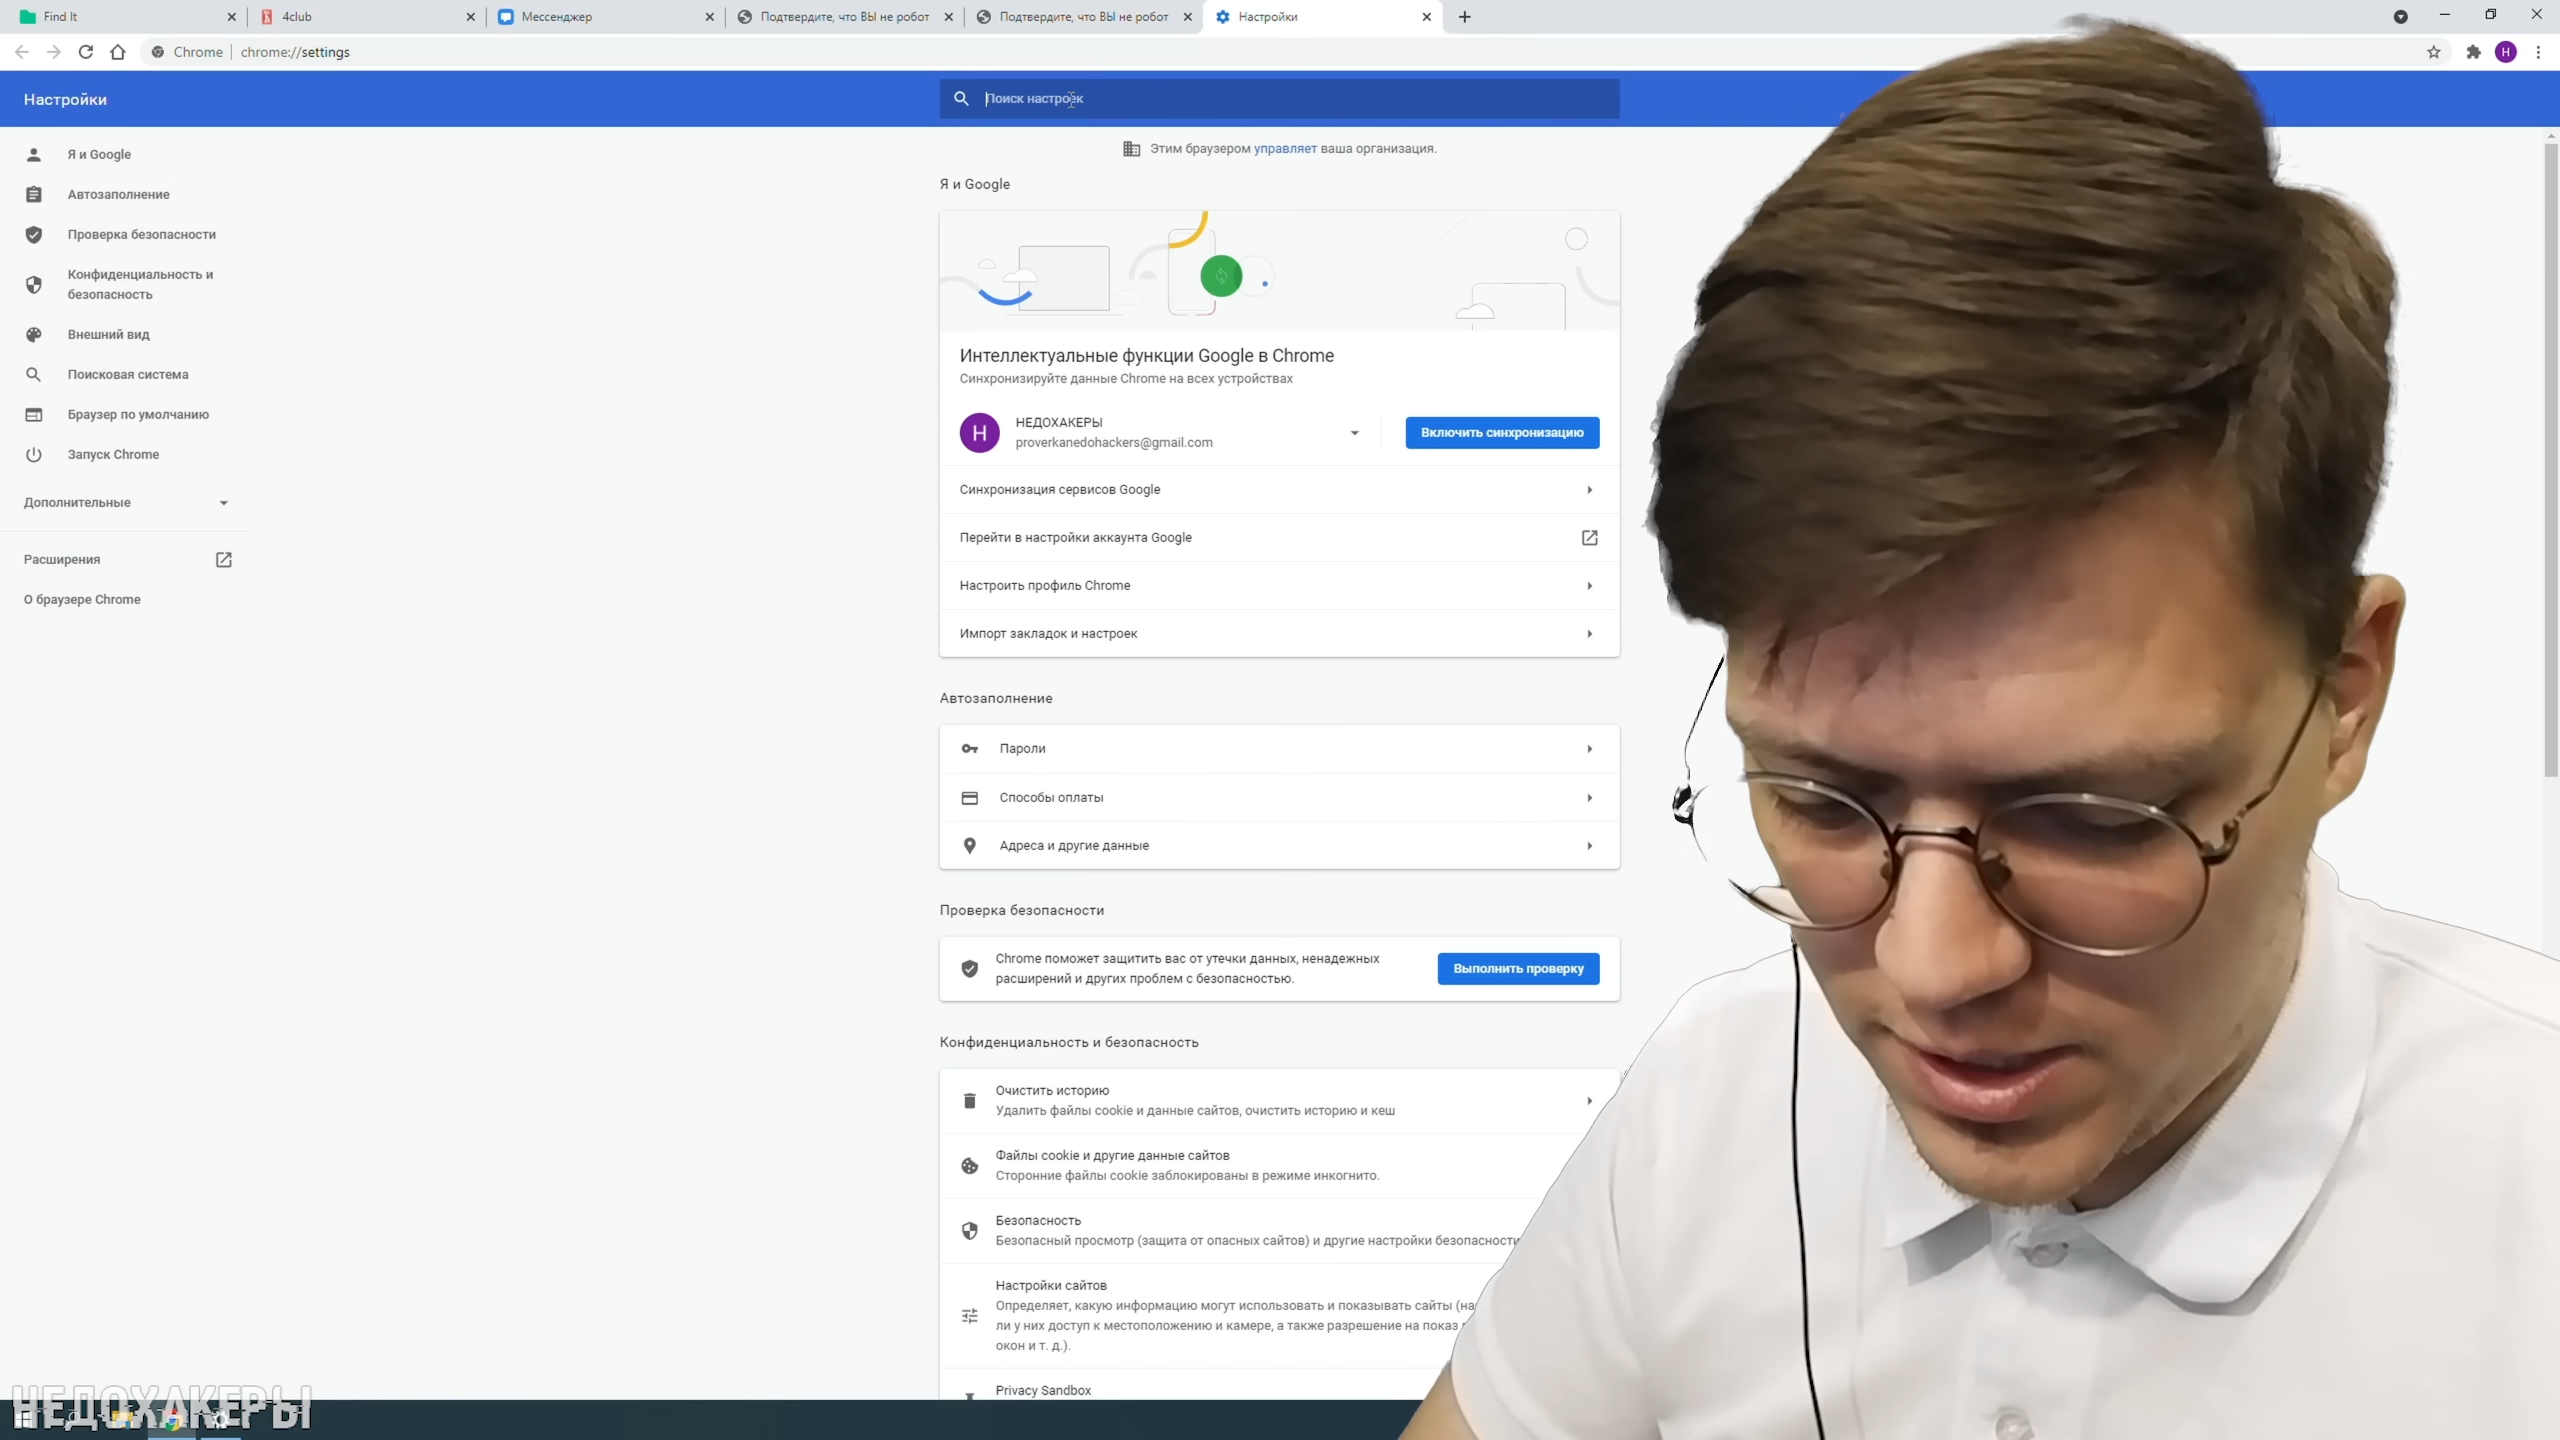 Find It
4club
Мессенджер
Подтвердите, что ВЫ не робот
Подтвердите, что ВЫ не робот
Настройки
Chrome
chrome://settings
Н
Настройки
Поиск настроек
Я и Google
Автозаполнение
Проверка безопасности
Конфиденциальность и
безопасность
Внешний вид
Поисковая система
Браузер по умолчанию
Запуск Chrome
Дополнительные
Расширения
О браузере Chrome
Этим браузером управляет ваша организация.
Я и Google
Интеллектуальные функции Google в Chrome
Синхронизируйте данные Chrome на всех устройствах
Н
НЕДОХАКЕРЫ
proverkanedohackers@gmail.com
Включить синхронизацию
Синхронизация сервисов Google
Перейти в настройки аккаунта Google
Настроить профиль Chrome
Импорт закладок и настроек
Автозаполнение
Пароли
Способы оплаты
Адреса и другие данные
Проверка безопасности
Chrome поможет защитить вас от утечки данных, ненадежных
расширений и других проблем с безопасностью.
Выполнить проверку
Конфиденциальность и безопасность
Очистить историю
Удалить файлы cookie и данные сайтов, очистить историю и кеш
Файлы cookie и другие данные сайтов
Сторонние файлы cookie заблокированы в режиме инкогнито.
Безопасность
Безопасный просмотр (защита от опасных сайтов) и другие настройки безопасности
Настройки сайтов
Определяет, какую информацию могут использовать и показывать сайты
ли у них доступ к местоположению и камере, а также разрешение на показ
окон и т. д.).
Privacy Sandbox
НЕДОХАКЕРЫ